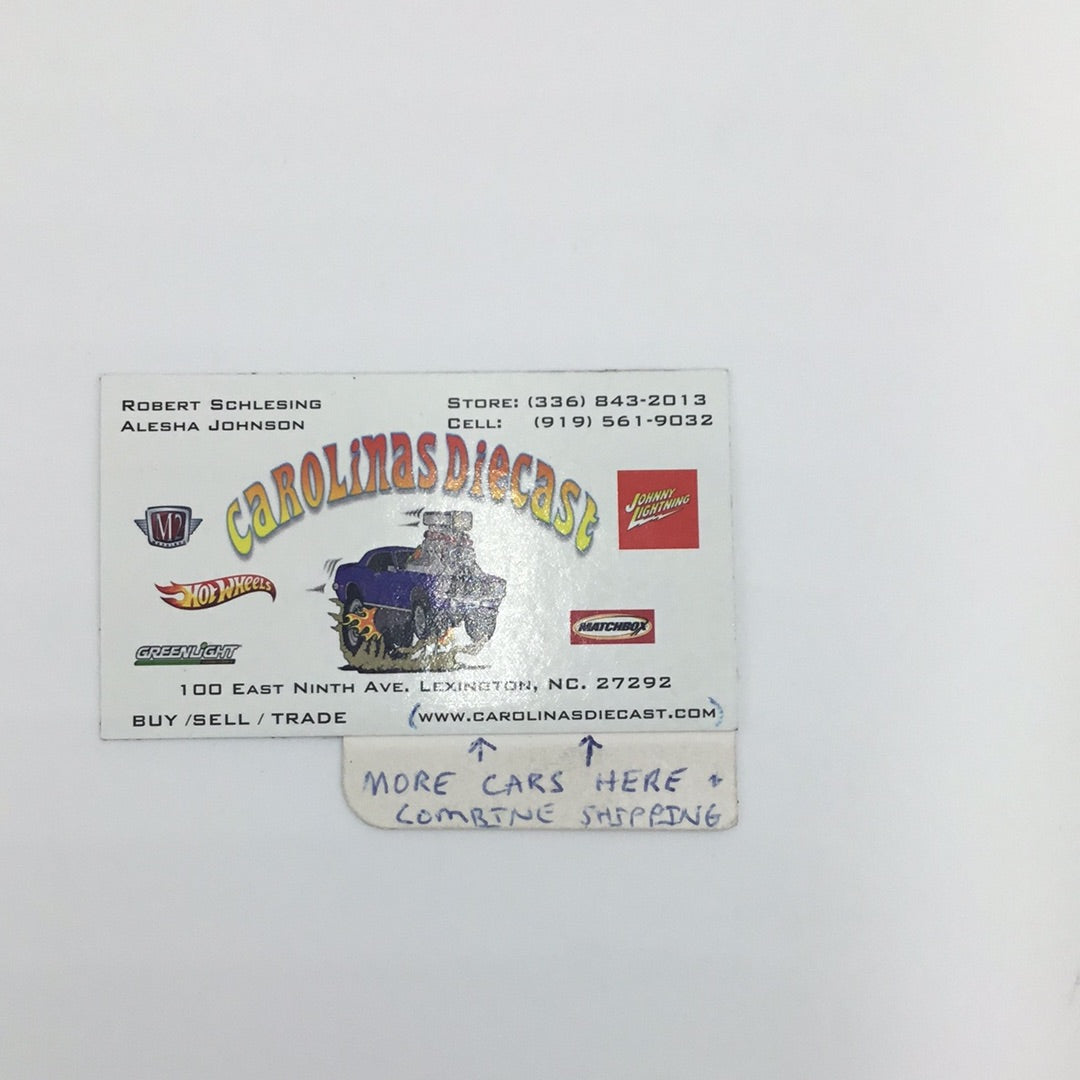 ROBERT SCHLESING
ALESHA JOHNSON
STORE: (336) 843-2013
CELL: (919) 561-9032
CAROLINAS DIECAST
M2
JOHNNY
LIGHTNING
HOT WHEELS
MATCHBOX
GREENLIGHT
100 EAST NINTH AVE. LEXINGTON, NC. 27292
BUY /SELL / TRADE
(WWW.CAROLINASDIECAST.COM)
↑ ↑
MORE CARS HERE +
COMBINE SHIPPING